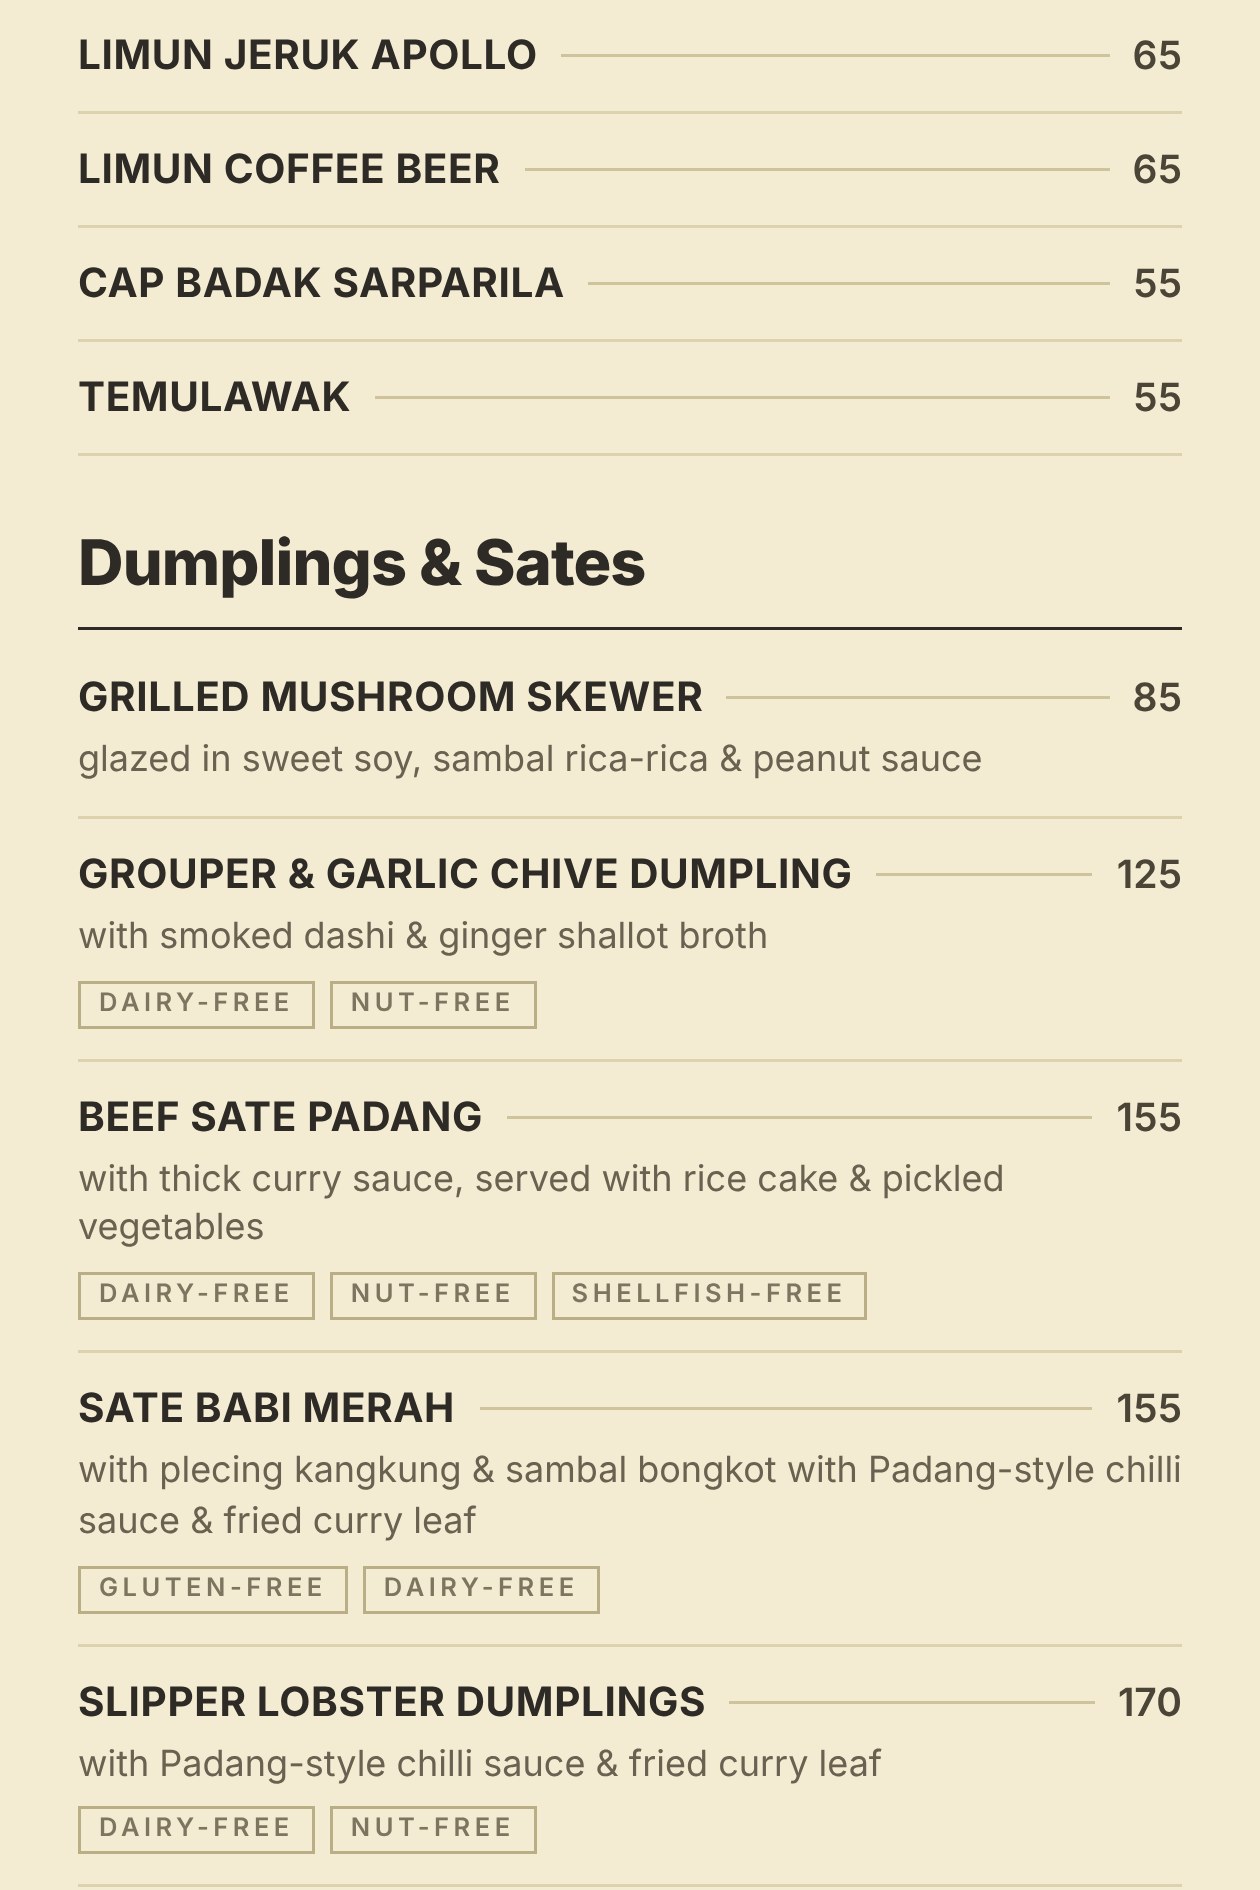 LIMUN JERUK APOLLO 65
LIMUN COFFEE BEER 65
CAP BADAK SARPARILA 55
TEMULAWAK 55
Dumplings & Sates
GRILLED MUSHROOM SKEWER 85
glazed in sweet soy, sambal rica-rica & peanut sauce
GROUPER & GARLIC CHIVE DUMPLING 125
with smoked dashi & ginger shallot broth
DAIRY-FREE NUT-FREE
BEEF SATE PADANG 155
with thick curry sauce, served with rice cake & pickled
vegetables
DAIRY-FREE NUT-FREE SHELLFISH-FREE
SATE BABI MERAH 155
with plecing kangkung & sambal bongkot with Padang-style chilli
sauce & fried curry leaf
GLUTEN-FREE DAIRY-FREE
SLIPPER LOBSTER DUMPLINGS 170
with Padang-style chilli sauce & fried curry leaf
DAIRY-FREE NUT-FREE